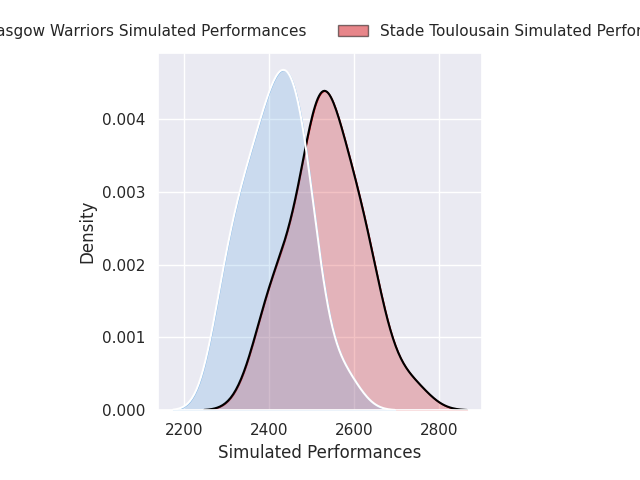 asgow Warriors Simulated Performances
Stade Toulousain Simulated Perfor
0.004
0.003
0.002
0.001
0.000
Density
2200 2400 2600 2800
Simulated Performances